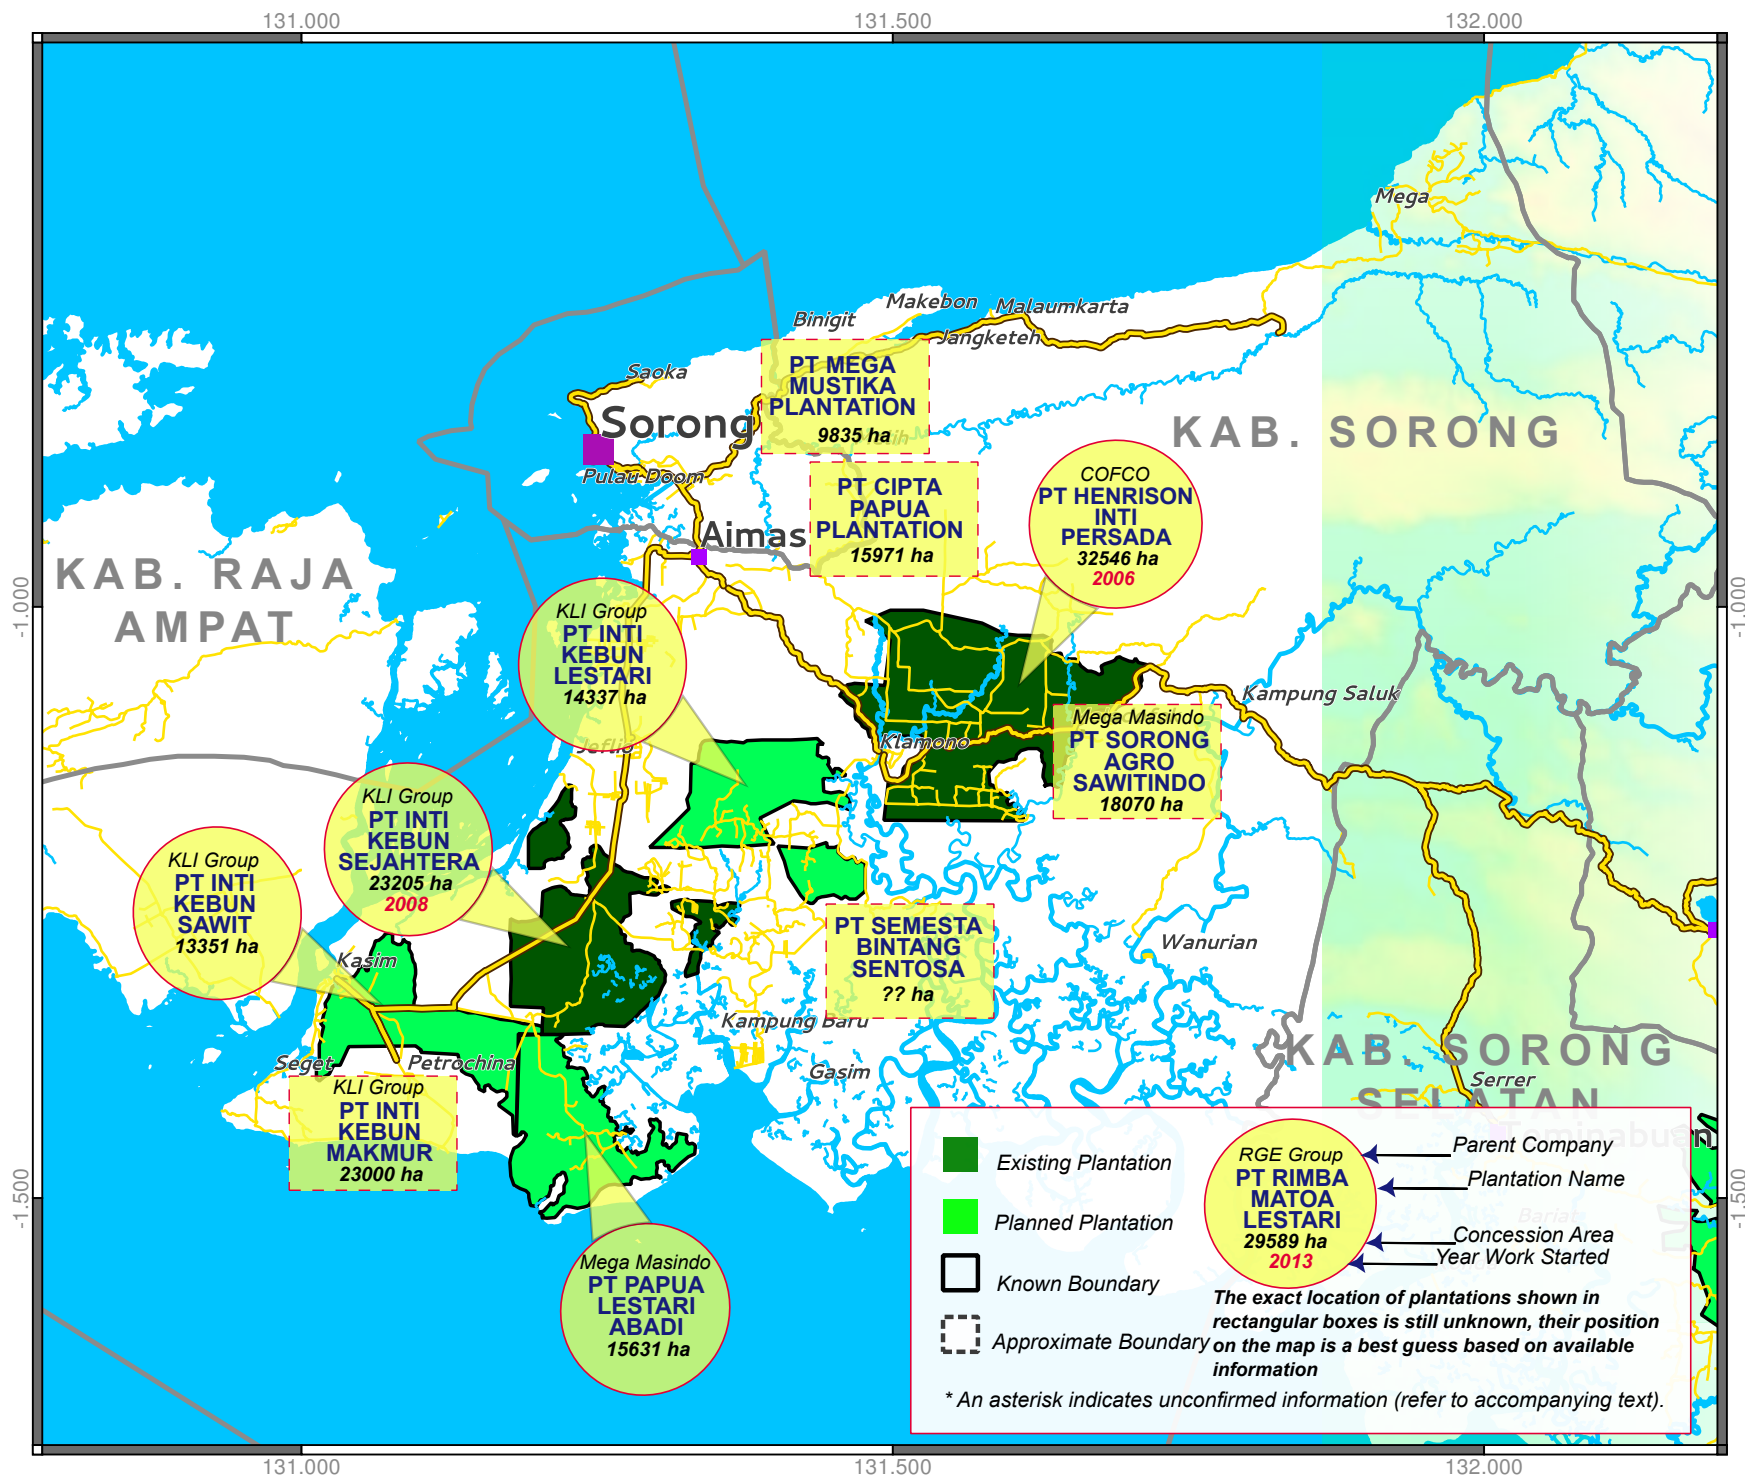 131.000
131.500
132.000
Mega
Makebon
Malaumkarta
Binigit
Jangketeh
Saoka
PT MEGA
MUSTIKA
PLANTATION
9835 ha
Sorong
KAB. SORONG
Pulau Doom
PT CIPTA
PAPUA
PLANTATION
15971 ha
COFCO
PT HENRISON
INTI
PERSADA
32546 ha
2006
Aimas
KAB. RAJA
AMPAT
-1.000
-1.000
KLI Group
PT INTI
KEBUN
LESTARI
14337 ha
Kampung Saluk
Jeflio
Klamono
Mega Masindo
PT SORONG
AGRO
SAWITINDO
18070 ha
KLI Group
PT INTI
KEBUN
SEJAHTERA
23205 ha
2008
KLI Group
PT INTI
KEBUN
SAWIT
13351 ha
PT SEMESTA
BINTANG
SENTOSA
?? ha
Wanurian
Kasim
Kampung Baru
Seget
Petrochina
Gasim
KAB. SORONG
SELATAN
Serrer
KLI Group
PT INTI
KEBUN
MAKMUR
23000 ha
Teminabuan
-1.500
-1.500
Mega Masindo
PT PAPUA
LESTARI
ABADI
15631 ha
Existing Plantation
Planned Plantation
Known Boundary
Approximate Boundary
RGE Group
PT RIMBA
MATOA
LESTARI
29589 ha
2013
Parent Company
Plantation Name
Concession Area
Year Work Started
Bariat
The exact location of plantations shown in
rectangular boxes is still unknown, their position
on the map is a best guess based on available
information
* An asterisk indicates unconfirmed information (refer to accompanying text).
131.000
131.500
132.000